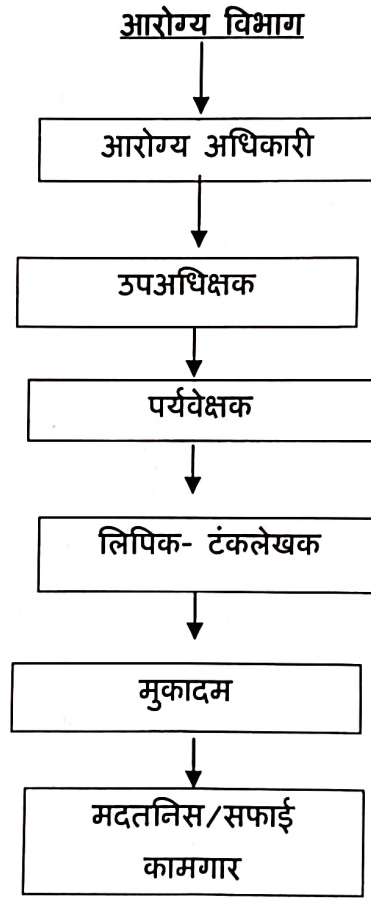 आरोग्य विभाग
आरोग्य अधिकारी
उपअधिक्षक
पर्यवेक्षक
लिपिक- टंकलेखक
मुकादम
मदतनिस/सफाई
कामगार